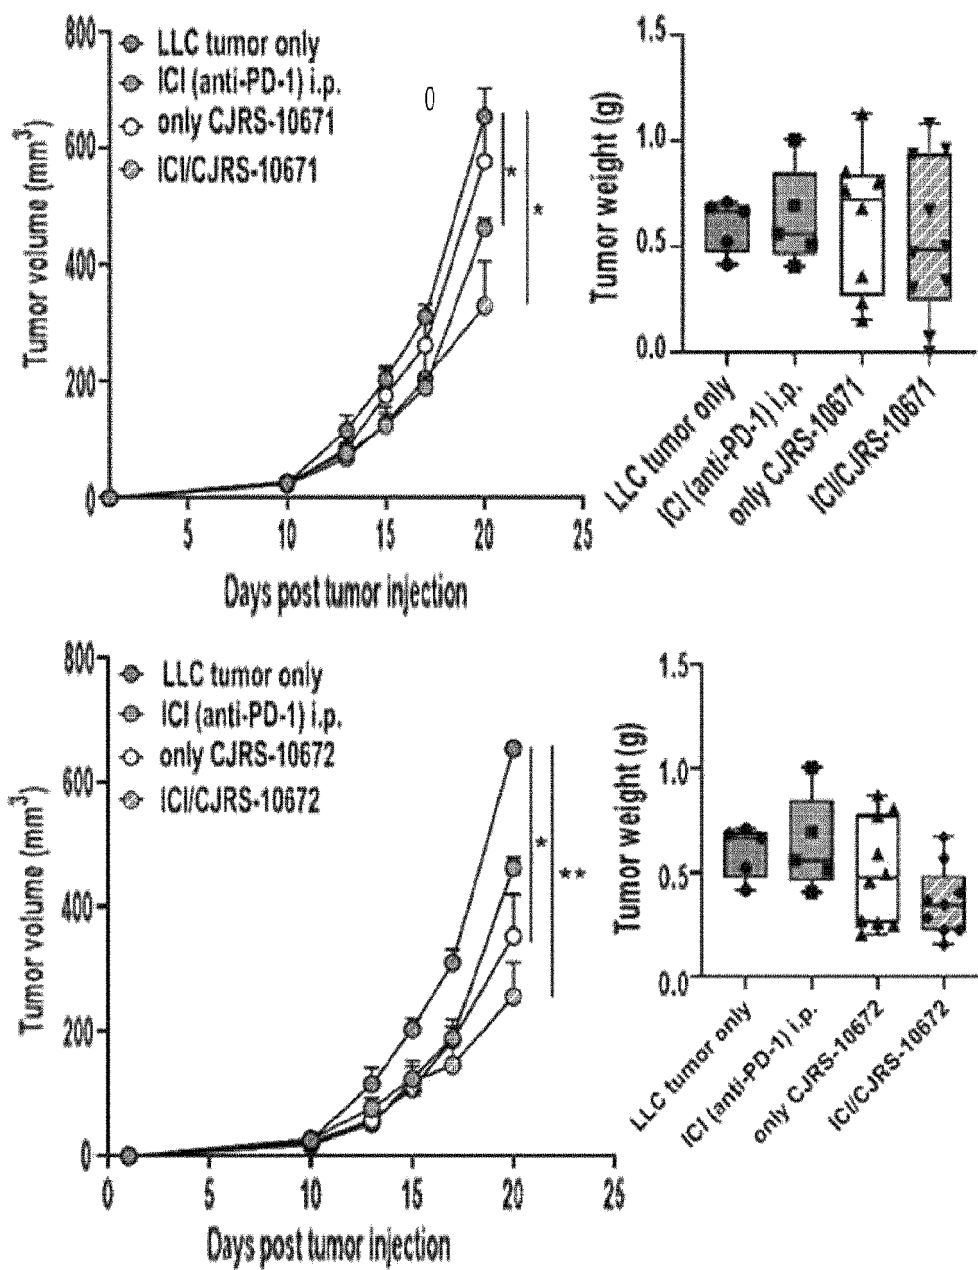 800
600
400
200
0
Tumor volume (mm3)
LLC tumor only
ICI (anti-PD-1) i.p.
only CJRS-10671
ICI/CJRS-10671
0
*
*
5 10 15 20 25
Days post tumor injection
1.5
1.0
0.5
0.0
Tumor weight (g)
LLC tumor only
ICI (anti-PD-1) i.p.
only CJRS-10671
ICI/CJRS-10671
800
600
400
200
0
Tumor volume (mm3)
LLC tumor only
ICI (anti-PD-1) i.p.
only CJRS-10672
ICI/CJRS-10672
*
**
0 5 10 15 20 25
Days post tumor injection
1.5
1.0
0.5
0.0
Tumor weight (g)
LLC tumor only
ICI (anti-PD-1) i.p.
only CJRS-10672
ICI/CJRS-10672